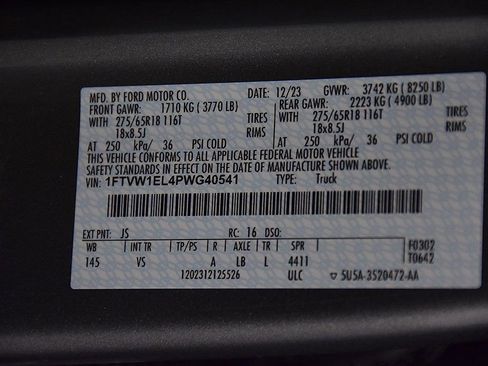 MFD. BY FORD MOTOR CO. DATE: 12/23 GVWR: 3742 KG ( 8250 LB)
FRONT GAWR: 1710 KG ( 3770 LB) REAR GAWR: 2223 KG ( 4900 LB)
WITH 275/65R18 116T TIRES WITH 275/65R18 116T TIRES
18x8.5J RIMS 18x8.5J RIMS
AT 250 kPa/ 36 PSI COLD AT 250 kPa/ 36 PSI COLD
THIS VEHICLE CONFORMS TO ALL APPLICABLE FEDERAL MOTOR VEHICLE
SAFETY STANDARDS IN EFFECT ON THE DATE OF MANUFACTURE SHOWN ABOVE.
VIN: 1FTVW1EL4PWG40541 TYPE: Truck
EXT PNT: JS RC: 16 DSO:
WB INT TR TP/PS R AXLE TR SPR F0302
145 VS A LB L 4411 T0642
1202312125526 ULC ▽ 5U5A-3520472-AA